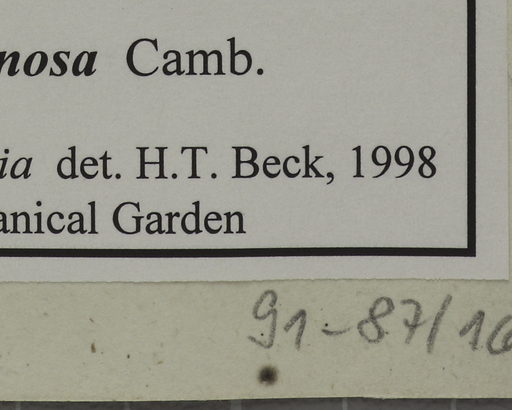 nosa Camb.
ia det. H.T. Beck, 1998
anical Garden
91-87/16